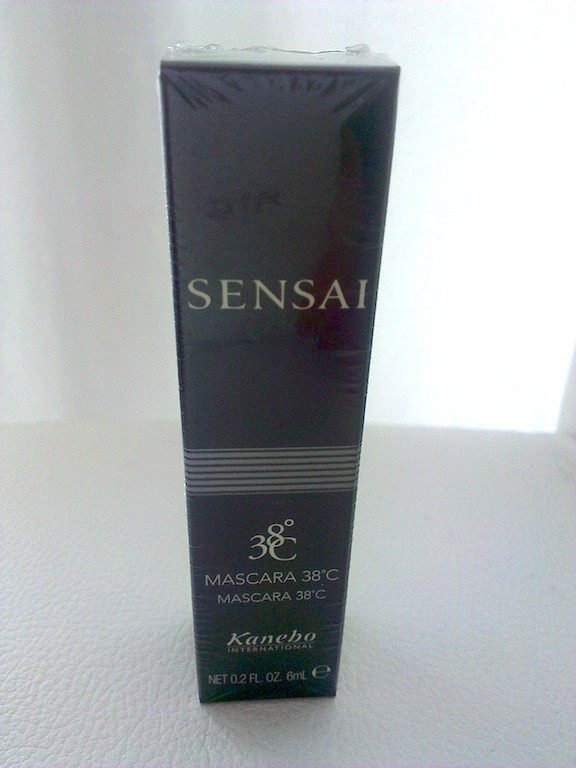 SENSAI
38°C
MASCARA 38°C
MASCARA 38°C
Kanebo
INTERNATIONAL
NET 0.2 FL. OZ. 6mL ℮